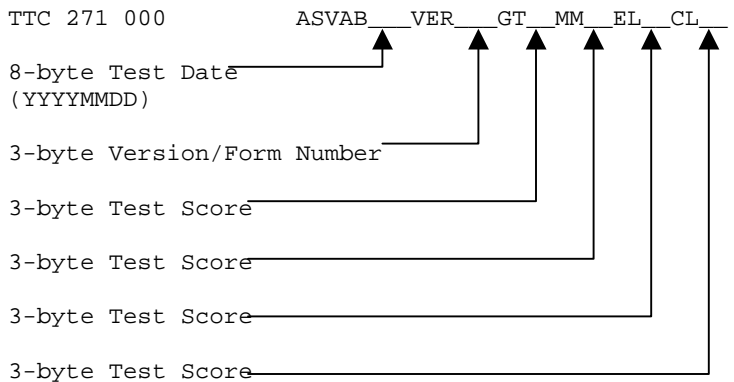 TTC 271 000 ASVAB___VER___GT__MM__EL__CL__
8-byte Test Date
(YYYYMMDD)
3-byte Version/Form Number
3-byte Test Score
3-byte Test Score
3-byte Test Score
3-byte Test Score